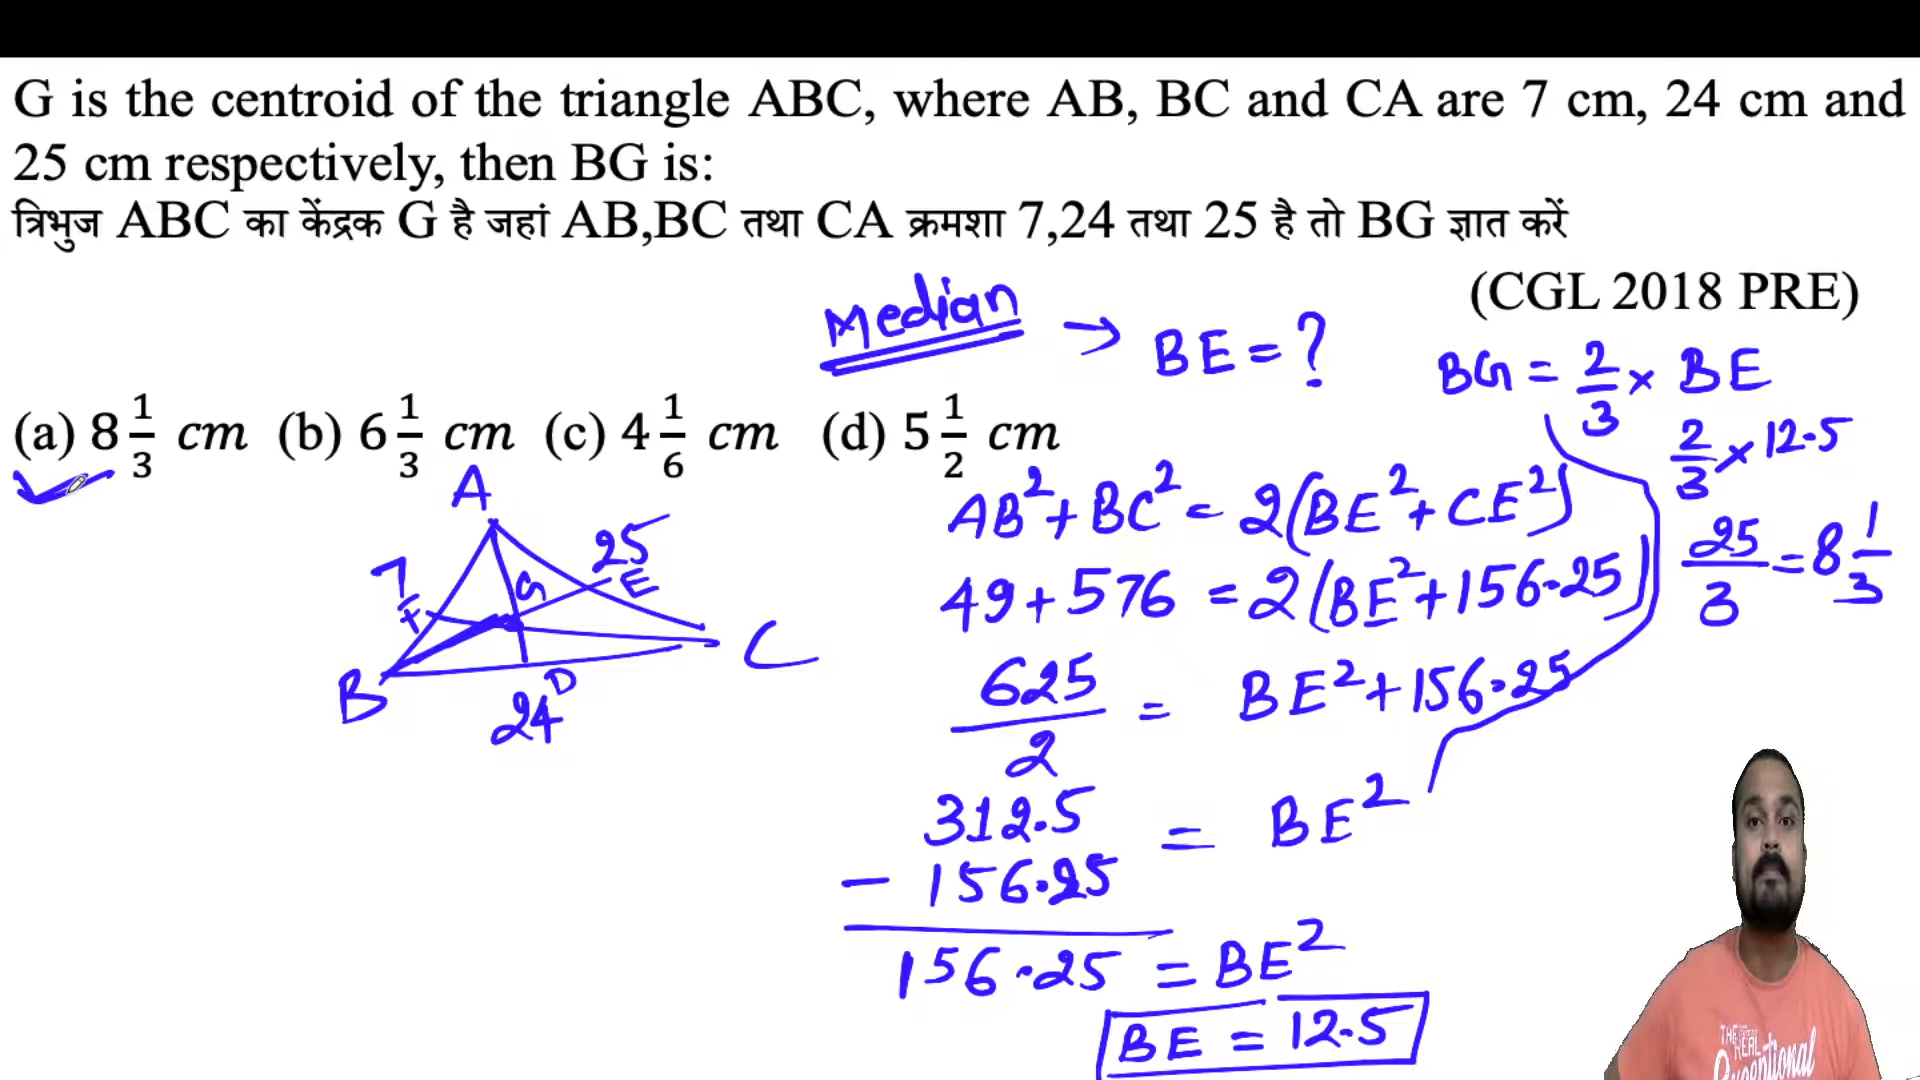 G is the centroid of the triangle ABC, where AB, BC and CA are 7 cm, 24 cm and
25 cm respectively, then BG is:
त्रिभुज ABC का केंद्रक G है जहां AB,BC तथा CA क्रमशा 7,24 तथा 25 है तो BG ज्ञात करें
(CGL 2018 PRE)
Median → BE = ?
BG = 2/3 × BE
(a) 8 1/3 cm (b) 6 1/3 cm (c) 4 1/6 cm (d) 5 1/2 cm
2/3 × 12.5
25/3 = 8 1/3
A
7
25
F
G
E
B
C
D
24
AB² + BC² = 2(BE² + CE²)
49 + 576 = 2(BE² + 156.25)
625/2 = BE² + 156.25
312.5
− 156.25 = BE²
156.25 = BE²
BE = 12.5
THE
REAL
Exceptional